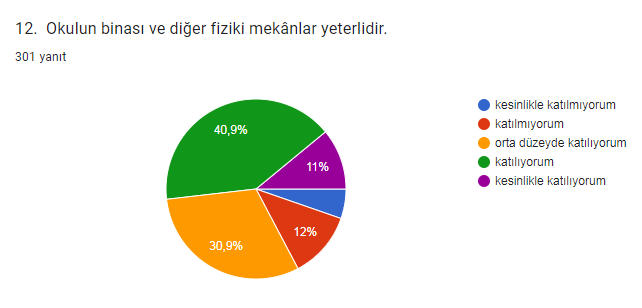 12. Okulun binası ve diğer fiziki mekânlar yeterlidir.
301 yanıt
kesinlikle katılmıyorum
katılmıyorum
orta düzeyde katılıyorum
katılıyorum
kesinlikle katılıyorum
40,9%
11%
12%
30,9%